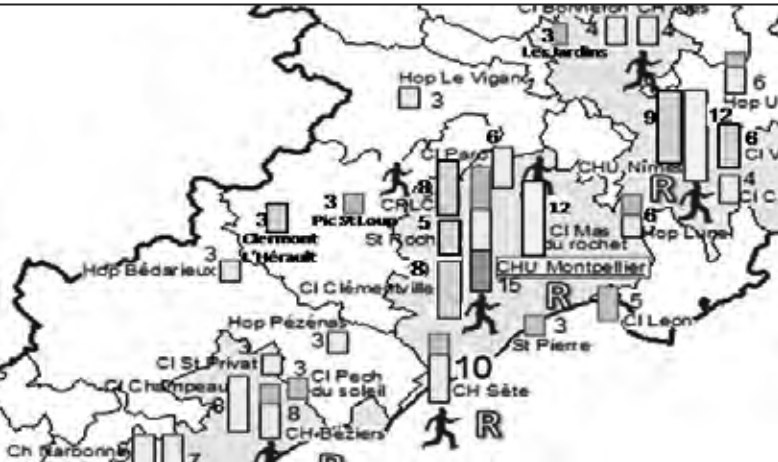 Cl Bonnefon CH Alès
3 4 4
Les Jardins
Hop Le Vigan 3
6
Hop U
9 12
6
Cl V
4
Cl C
CHU Nîmes
R
6
Cl Parc
8
CRLC
3
Pic St Loup
3
Clermont
L'Hérault
5
St Roch
12
Cl Mas
du rochet
6
Hop Lunel
3
Hop Bédarieux
8
Cl Clémentville
CHU Montpellier
15
R
5
Cl Leon
3
St Pierre
Hop Pézénas
3
10
CH Sète
R
Cl St Privat
3
3
Cl Pech
du soleil
Cl Champeau
6
8
CH Béziers
Ch Narbonne
7
R